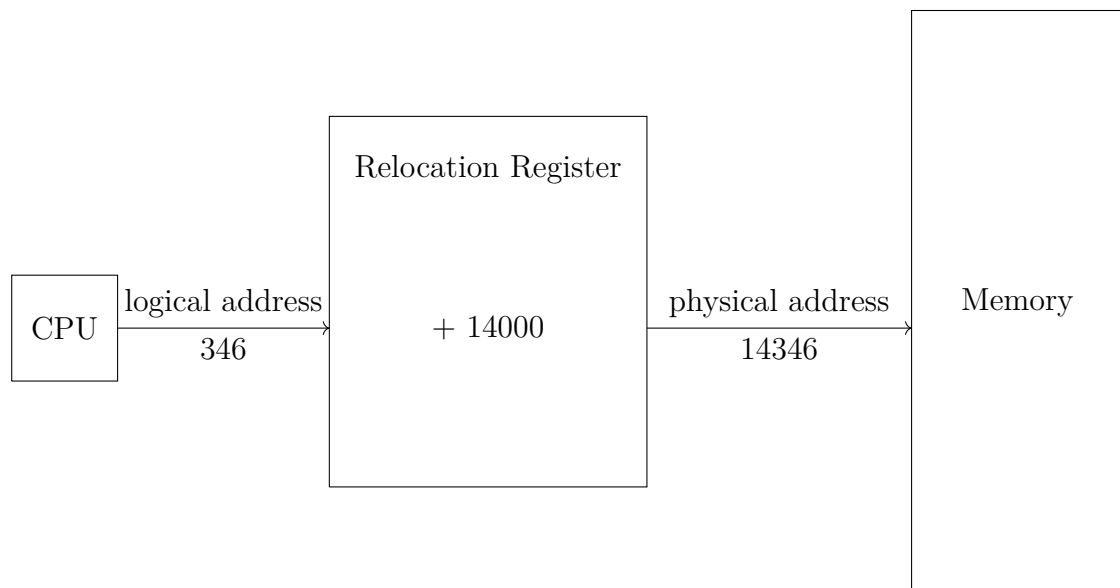 Relocation Register
CPU
logical address
346
+ 14000
physical address
14346
Memory